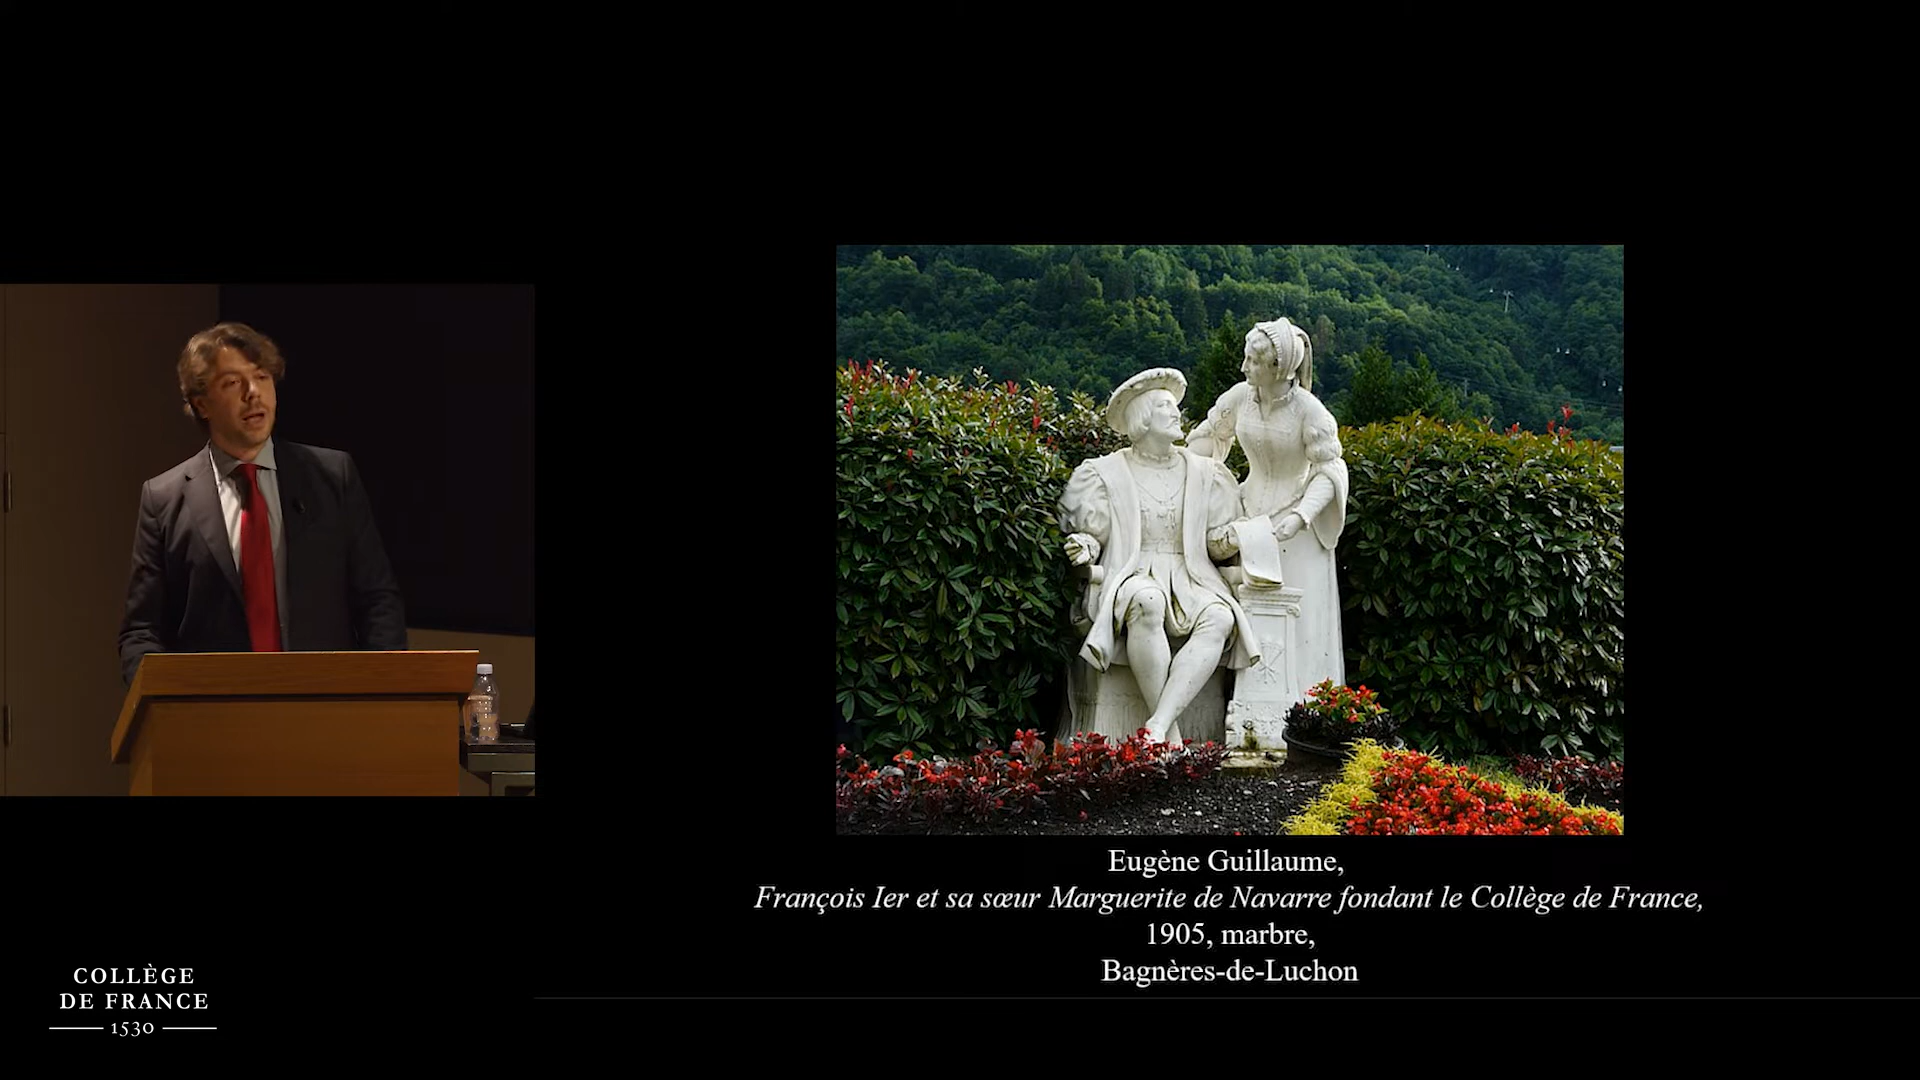 Eugène Guillaume,
François Ier et sa sœur Marguerite de Navarre fondant le Collège de France,
1905, marbre,
Bagnères-de-Luchon
COLLÈGE
DE FRANCE
1530